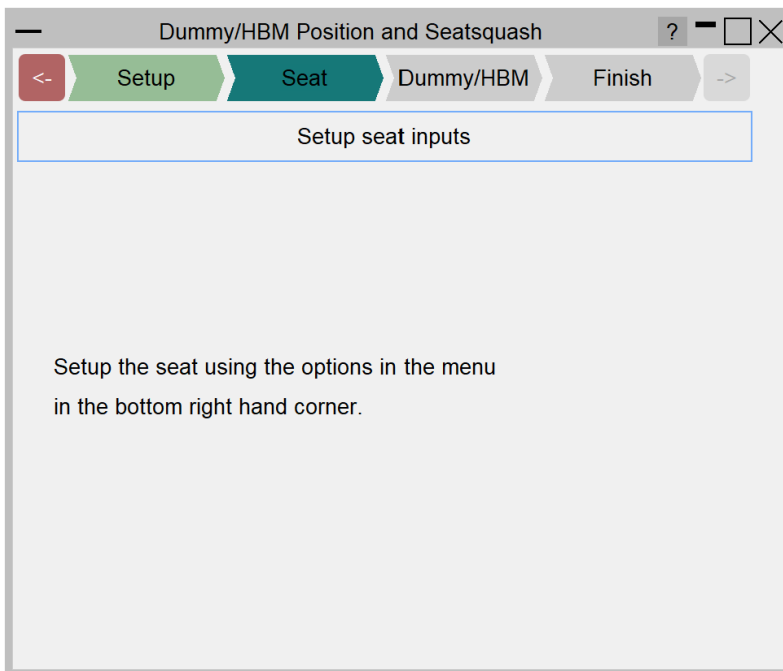 Dummy/HBM Position and Seatsquash ?
<- Setup Seat Dummy/HBM Finish ->
Setup seat inputs
Setup the seat using the options in the menu
in the bottom right hand corner.